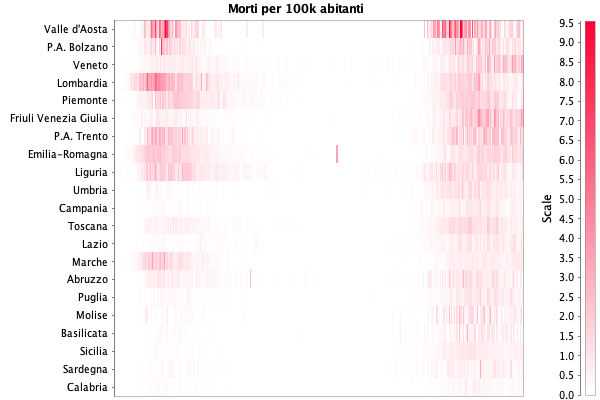 Morti per 100k abitanti
Valle d'Aosta
P.A. Bolzano
Veneto
Lombardia
Piemonte
Friuli Venezia Giulia
P.A. Trento
Emilia-Romagna
Liguria
Umbria
Campania
Toscana
Lazio
Marche
Abruzzo
Puglia
Molise
Basilicata
Sicilia
Sardegna
Calabria
Scale
9.5
9.0
8.5
8.0
7.5
7.0
6.5
6.0
5.5
5.0
4.5
4.0
3.5
3.0
2.5
2.0
1.5
1.0
0.5
0.0